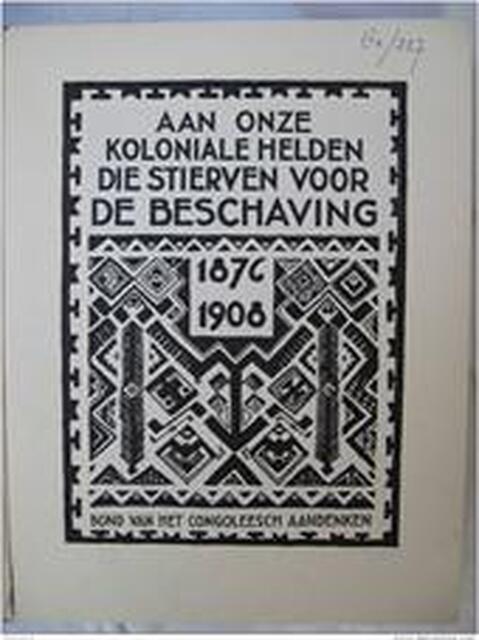 AAN ONZE
KOLONIALE HELDEN
DIE STIERVEN VOOR
DE BESCHAVING
1876
1908
BOND VAN HET CONGOLEESCH AANDENKEN